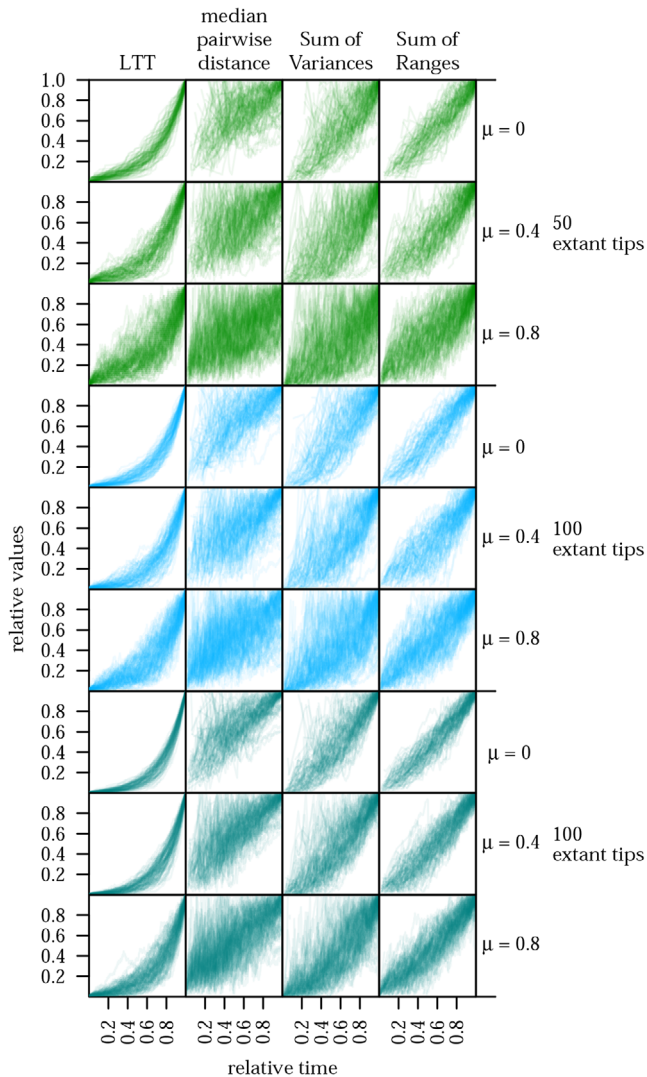 median
pairwise
distance
LTT
Sum of
Variances
Sum of
Ranges
1.0
0.8
0.6
0.4
0.2
μ = 0
0.8
0.6
0.4
0.2
μ = 0.4
50
extant tips
0.8
0.6
0.4
0.2
μ = 0.8
0.8
0.6
0.4
0.2
μ = 0
0.8
0.6
0.4
0.2
μ = 0.4
100
extant tips
0.8
0.6
0.4
0.2
μ = 0.8
0.8
0.6
0.4
0.2
μ = 0
0.8
0.6
0.4
0.2
μ = 0.4
100
extant tips
0.8
0.6
0.4
0.2
μ = 0.8
relative values
0.2 0.4 0.6 0.8 0.2 0.4 0.6 0.8 0.2 0.4 0.6 0.8 0.2 0.4 0.6 0.8
relative time